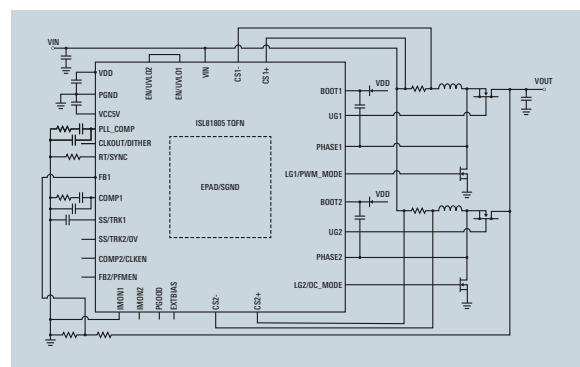 VIN
VOUT
EN/UVLO2
EN/UVLO1
VIN
CS1-
CS1+
VDD
PGND
VCC5V
PLL_COMP
CLKOUT/DITHER
RT/SYNC
FB1
COMP1
SS/TRK1
SS/TRK2/OV
COMP2/CLKEN
FB2/PFMEN
ISL81805 TQFN
EPAD/SGND
BOOT1
VDD
UG1
PHASE1
LG1/PWM_MODE
BOOT2
VDD
UG2
PHASE2
LG2/OC_MODE
IMON1
IMON2
PGOOD
EXTBIAS
CS2-
CS2+